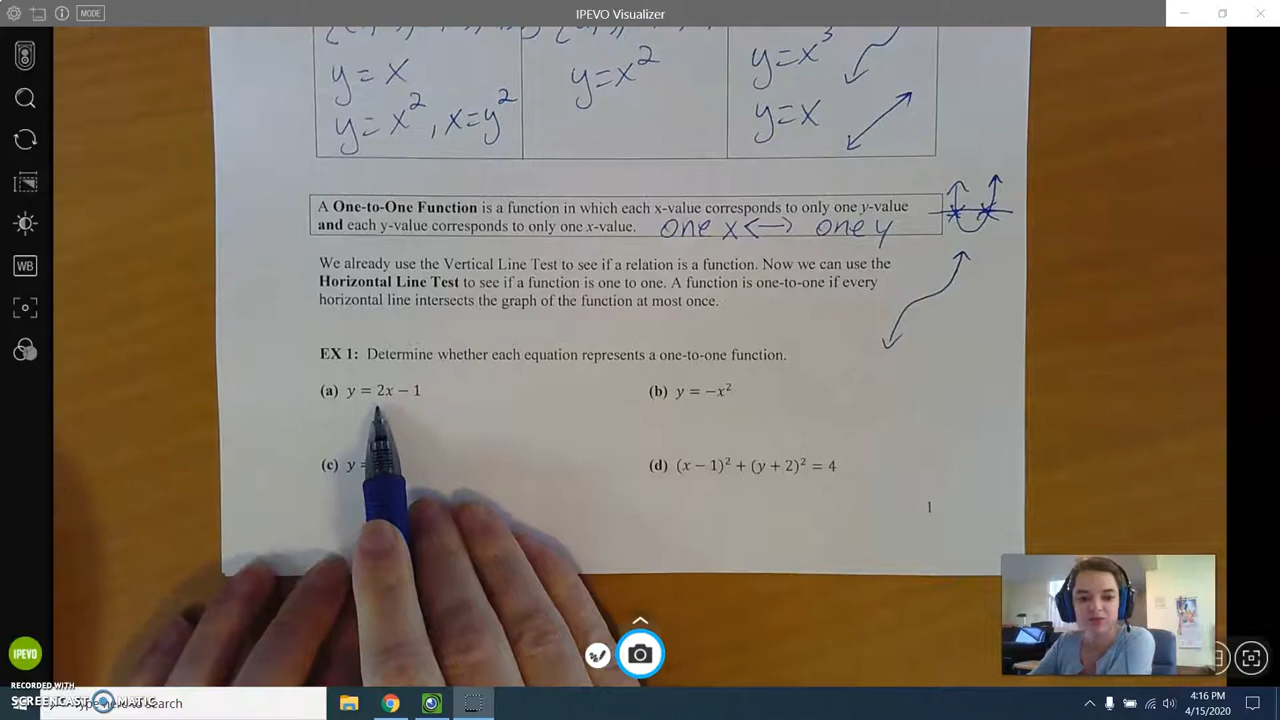 MODE
IPEVO Visualizer
y = x
y = x², x = y²
y = x²
y = x³
y = x
A One-to-One Function is a function in which each x-value corresponds to only one y-value
and each y-value corresponds to only one x-value. one x <-> one y
We already use the Vertical Line Test to see if a relation is a function. Now we can use the
Horizontal Line Test to see if a function is one to one. A function is one-to-one if every
horizontal line intersects the graph of the function at most once.
EX 1: Determine whether each equation represents a one-to-one function.
(a) y = 2x − 1
(b) y = −x²
(c) y =
(d) (x − 1)² + (y + 2)² = 4
1
WB
IPEVO
RECORDED WITH
SCREENCAST MATIC
search
4:16 PM
4/15/2020